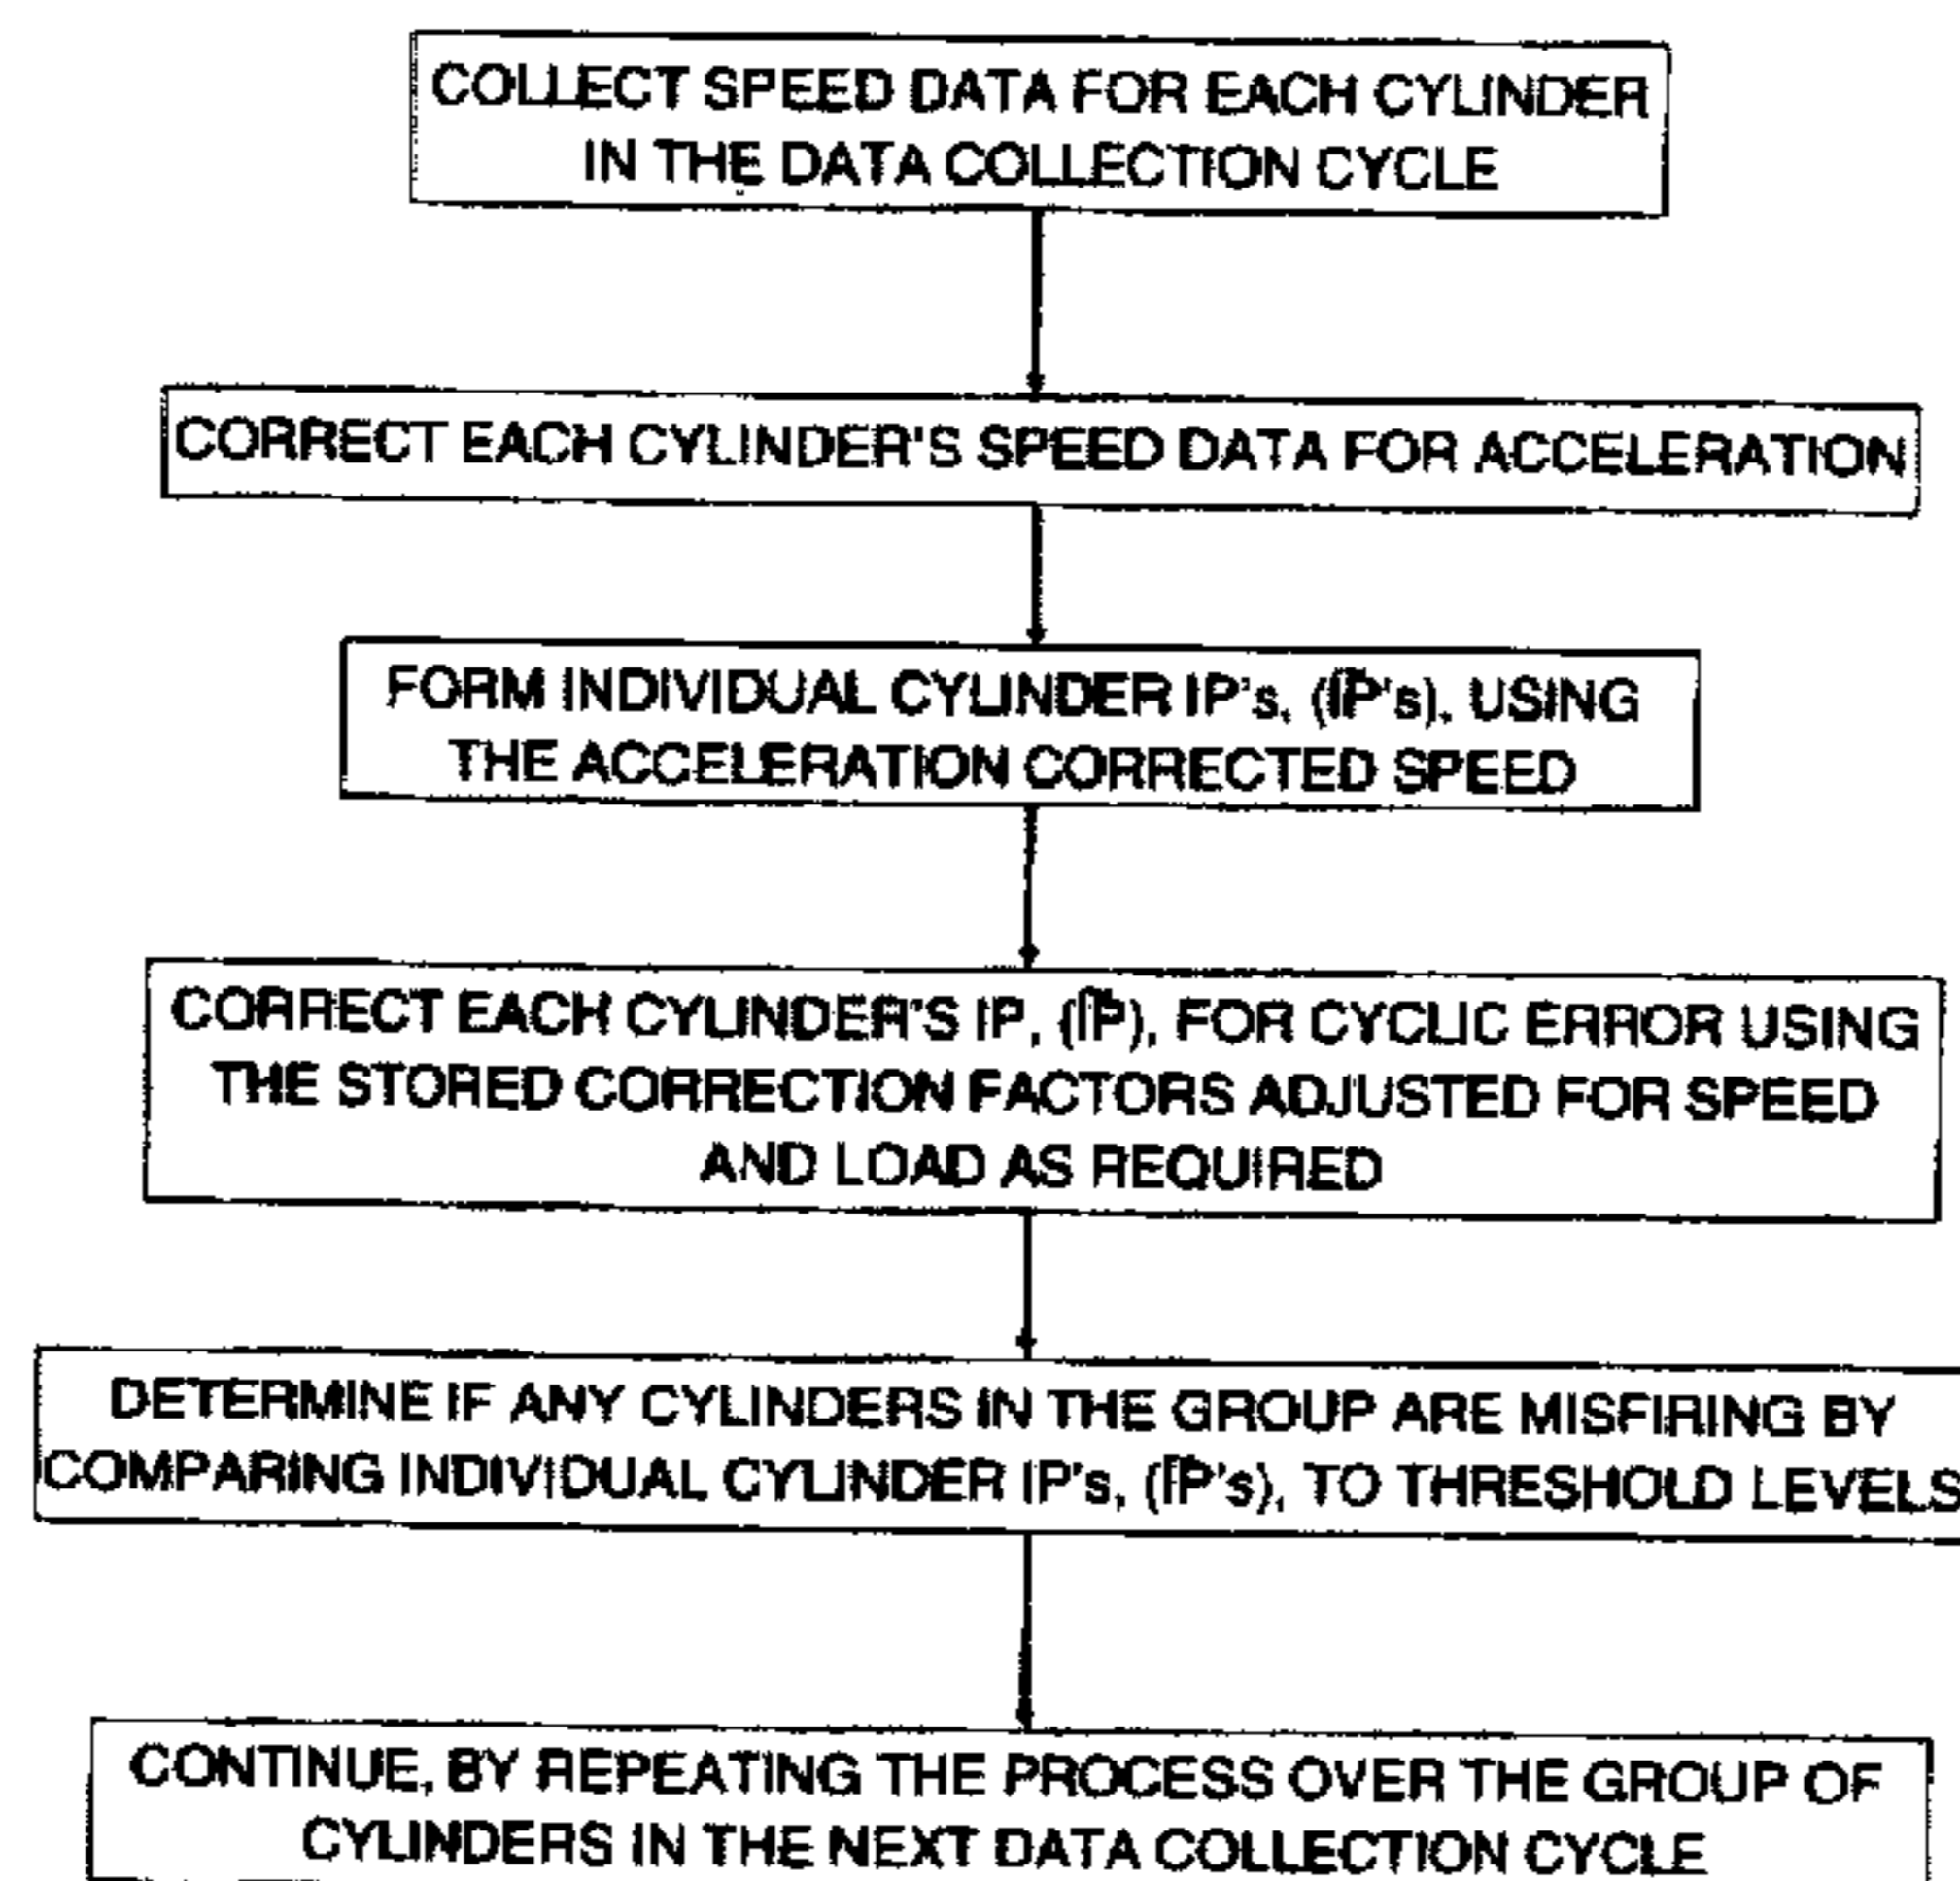 COLLECT SPEED DATA FOR EACH CYLINDER
IN THE DATA COLLECTION CYCLE
CORRECT EACH CYLINDER'S SPEED DATA FOR ACCELERATION
FORM INDIVIDUAL CYLINDER IP's, (I̅P̅'s), USING
THE ACCELERATION CORRECTED SPEED
CORRECT EACH CYLINDER'S IP, (I̅P̅), FOR CYCLIC ERROR USING
THE STORED CORRECTION FACTORS ADJUSTED FOR SPEED
AND LOAD AS REQUIRED
DETERMINE IF ANY CYLINDERS IN THE GROUP ARE MISFIRING BY
COMPARING INDIVIDUAL CYLINDER IP's, (I̅P̅'s), TO THRESHOLD LEVELS
CONTINUE, BY REPEATING THE PROCESS OVER THE GROUP OF
CYLINDERS IN THE NEXT DATA COLLECTION CYCLE